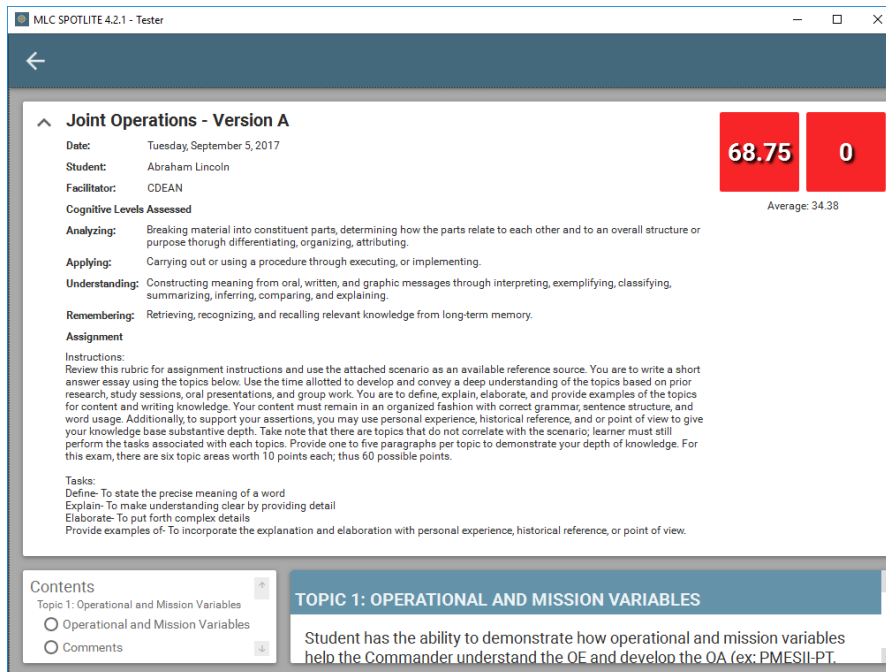 MLC SPOTLITE 4.2.1 - Tester
Joint Operations - Version A
Date: Tuesday, September 5, 2017
Student: Abraham Lincoln
Facilitator: CDEAN
Cognitive Levels Assessed
Analyzing: Breaking material into constituent parts, determining how the parts relate to each other and to an overall structure or
purpose thorugh differentiating, organizing, attributing.
Applying: Carrying out or using a procedure through executing, or implementing.
Understanding: Constructing meaning from oral, written, and graphic messages through interpreting, exemplifying, classifying,
summarizing, inferring, comparing, and explaining.
Remembering: Retrieving, recognizing, and recalling relevant knowledge from long-term memory.
Assignment
Instructions:
Review this rubric for assignment instructions and use the attached scenario as an available reference source. You are to write a short
answer essay using the topics below. Use the time allotted to develop and convey a deep understanding of the topics based on prior
research, study sessions, oral presentations, and group work. You are to define, explain, elaborate, and provide examples of the topics
for content and writing knowledge. Your content must remain in an organized fashion with correct grammar, sentence structure, and
word usage. Additionally, to support your assertions, you may use personal experience, historical reference, and or point of view to give
your knowledge base substantive depth. Take note that there are topics that do not correlate with the scenario; learner must still
perform the tasks associated with each topics. Provide one to five paragraphs per topic to demonstrate your depth of knowledge. For
this exam, there are six topic areas worth 10 points each; thus 60 possible points.
Tasks:
Define- To state the precise meaning of a word
Explain- To make understanding clear by providing detail
Elaborate- To put forth complex details
Provide examples of- To incorporate the explanation and elaboration with personal experience, historical reference, or point of view.
68.75 0
Average: 34.38
Contents
Topic 1: Operational and Mission Variables
Operational and Mission Variables
Comments
TOPIC 1: OPERATIONAL AND MISSION VARIABLES
Student has the ability to demonstrate how operational and mission variables
help the Commander understand the OE and develop the OA (ex: PMESII-PT,